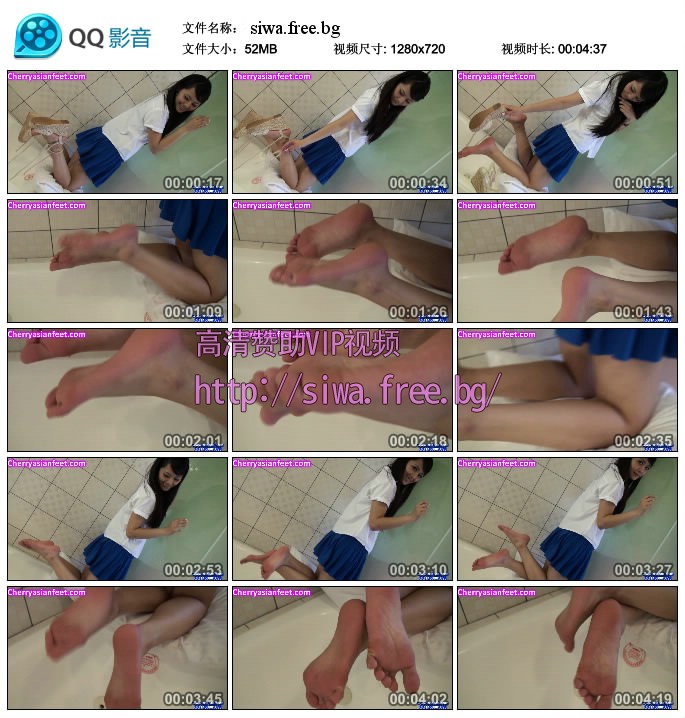 QQ影音
文件名称： siwa.free.bg
文件大小：52MB 视频尺寸: 1280x720 视频时长: 00:04:37
Cherryasianfeet.com Cherryasianfeet.com Cherryasianfeet.com
00:00:17 00:00:34 00:00:51
Cherryasianfeet.com Cherryasianfeet.com Cherryasianfeet.com
00:01:09 00:01:26 00:01:43
Cherryasianfeet.com Cherryasianfeet.com Cherryasianfeet.com
高清赞助VIP视频
http://siwa.free.bg/
00:02:01 00:02:18 00:02:35
Cherryasianfeet.com Cherryasianfeet.com Cherryasianfeet.com
00:02:53 00:03:10 00:03:27
Cherryasianfeet.com Cherryasianfeet.com Cherryasianfeet.com
00:03:45 00:04:02 00:04:19